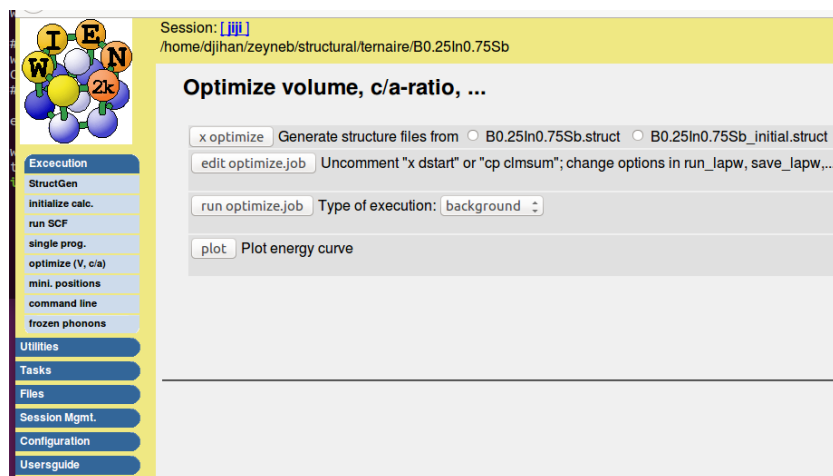 Session: [ jiji ]
/home/djihan/zeyneb/structural/ternaire/B0.25In0.75Sb
WIEN
2k
Optimize volume, c/a-ratio, ...
x optimize Generate structure files from B0.25In0.75Sb.struct B0.25In0.75Sb_initial.struct
edit optimize.job Uncomment "x dstart" or "cp clmsum"; change options in run_lapw, save_lapw,...
run optimize.job Type of execution: background
plot Plot energy curve
Excecution
StructGen
initialize calc.
run SCF
single prog.
optimize (V, c/a)
mini. positions
command line
frozen phonons
Utilities
Tasks
Files
Session Mgmt.
Configuration
Usersguide